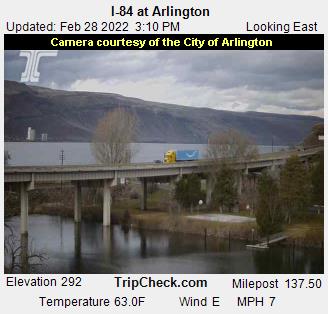 I-84 at Arlington
Updated: Feb 28 2022 3:10 PM Looking East
Camera courtesy of the City of Arlington
Elevation 292 TripCheck.com Milepost 137.50
Temperature 63.0F Wind E MPH 7